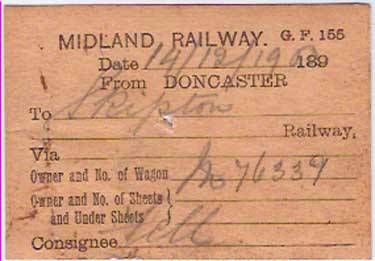 MIDLAND RAILWAY. G. F. 155
Date 14/12/190 189
From DONCASTER
To Skipton
Railway,
Via
Owner and No. of Wagon M 76339
Owner and No. of Sheets
and Under Sheets
Consignee